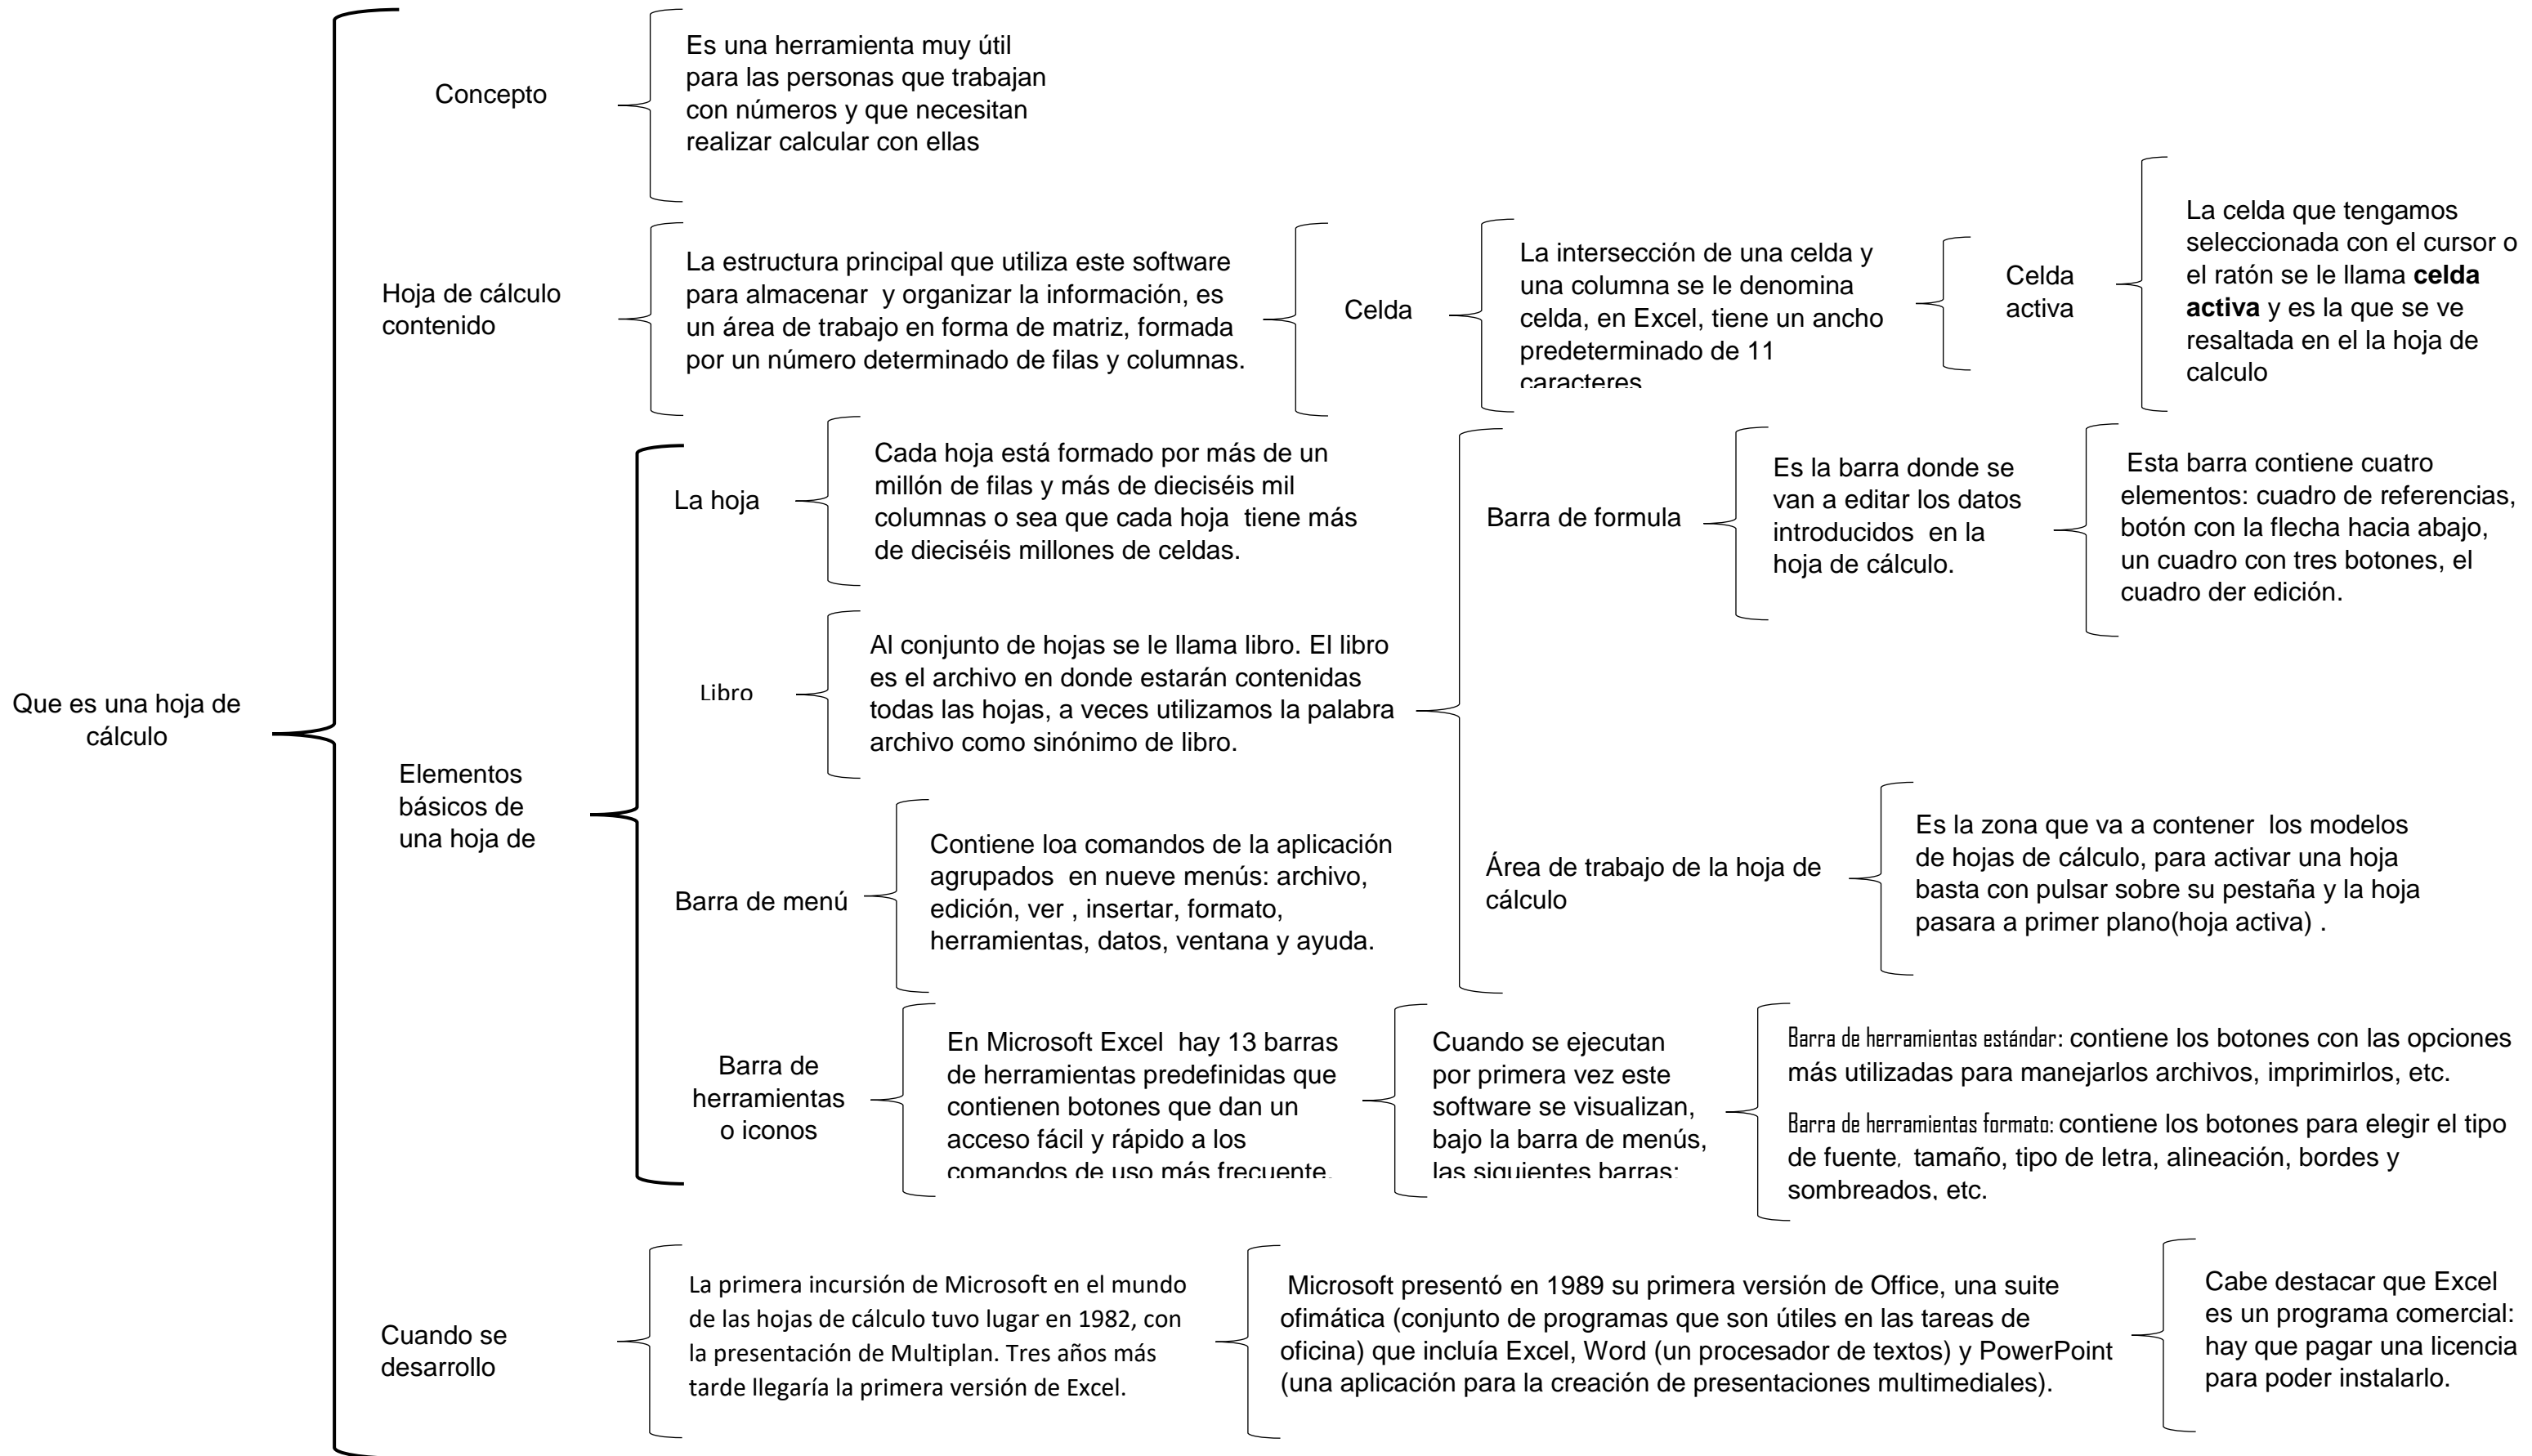 Que es una hoja de
cálculo
Concepto
Es una herramienta muy útil
para las personas que trabajan
con números y que necesitan
realizar calcular con ellas
Hoja de cálculo
contenido
La estructura principal que utiliza este software
para almacenar y organizar la información, es
un área de trabajo en forma de matriz, formada
por un número determinado de filas y columnas.
Celda
La intersección de una celda y
una columna se le denomina
celda, en Excel, tiene un ancho
predeterminado de 11
caracteres
Celda
activa
La celda que tengamos
seleccionada con el cursor o
el ratón se le llama celda
activa y es la que se ve
resaltada en el la hoja de
calculo
Elementos
básicos de
una hoja de
La hoja
Cada hoja está formado por más de un
millón de filas y más de dieciséis mil
columnas o sea que cada hoja tiene más
de dieciséis millones de celdas.
Libro
Al conjunto de hojas se le llama libro. El libro
es el archivo en donde estarán contenidas
todas las hojas, a veces utilizamos la palabra
archivo como sinónimo de libro.
Barra de formula
Es la barra donde se
van a editar los datos
introducidos en la
hoja de cálculo.
Esta barra contiene cuatro
elementos: cuadro de referencias,
botón con la flecha hacia abajo,
un cuadro con tres botones, el
cuadro der edición.
Área de trabajo de la hoja de
cálculo
Es la zona que va a contener los modelos
de hojas de cálculo, para activar una hoja
basta con pulsar sobre su pestaña y la hoja
pasara a primer plano(hoja activa) .
Barra de menú
Contiene loa comandos de la aplicación
agrupados en nueve menús: archivo,
edición, ver , insertar, formato,
herramientas, datos, ventana y ayuda.
Barra de
herramientas
o iconos
En Microsoft Excel hay 13 barras
de herramientas predefinidas que
contienen botones que dan un
acceso fácil y rápido a los
comandos de uso más frecuente.
Cuando se ejecutan
por primera vez este
software se visualizan,
bajo la barra de menús,
las siguientes barras:
Barra de herramientas estándar: contiene los botones con las opciones
más utilizadas para manejarlos archivos, imprimirlos, etc.
Barra de herramientas formato: contiene los botones para elegir el tipo
de fuente, tamaño, tipo de letra, alineación, bordes y
sombreados, etc.
Cuando se
desarrollo
La primera incursión de Microsoft en el mundo
de las hojas de cálculo tuvo lugar en 1982, con
la presentación de Multiplan. Tres años más
tarde llegaría la primera versión de Excel.
Microsoft presentó en 1989 su primera versión de Office, una suite
ofimática (conjunto de programas que son útiles en las tareas de
oficina) que incluía Excel, Word (un procesador de textos) y PowerPoint
(una aplicación para la creación de presentaciones multimediales).
Cabe destacar que Excel
es un programa comercial:
hay que pagar una licencia
para poder instalarlo.